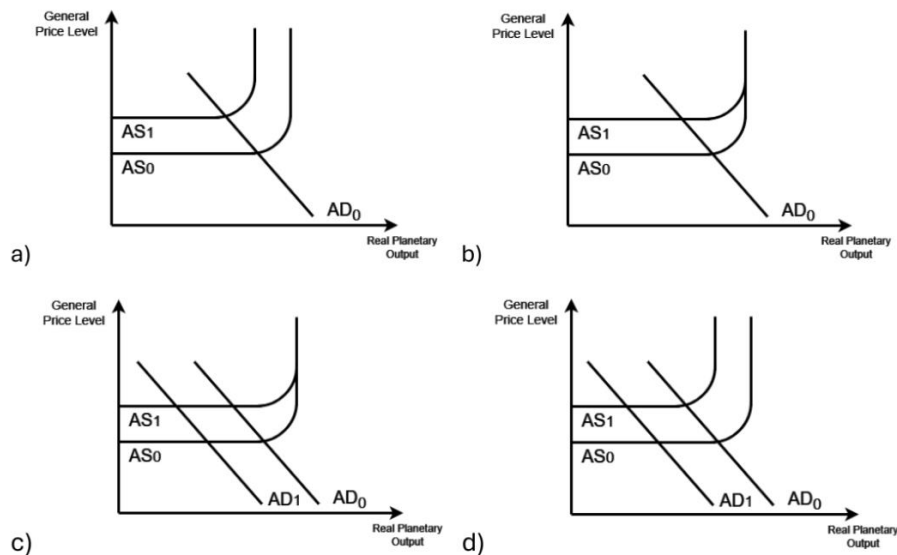 General
Price Level
AS1
AS0
AD0
Real Planetary
Output
a)
General
Price Level
AS1
AS0
AD0
Real Planetary
Output
b)
General
Price Level
AS1
AS0
AD1
AD0
Real Planetary
Output
c)
General
Price Level
AS1
AS0
AD1
AD0
Real Planetary
Output
d)